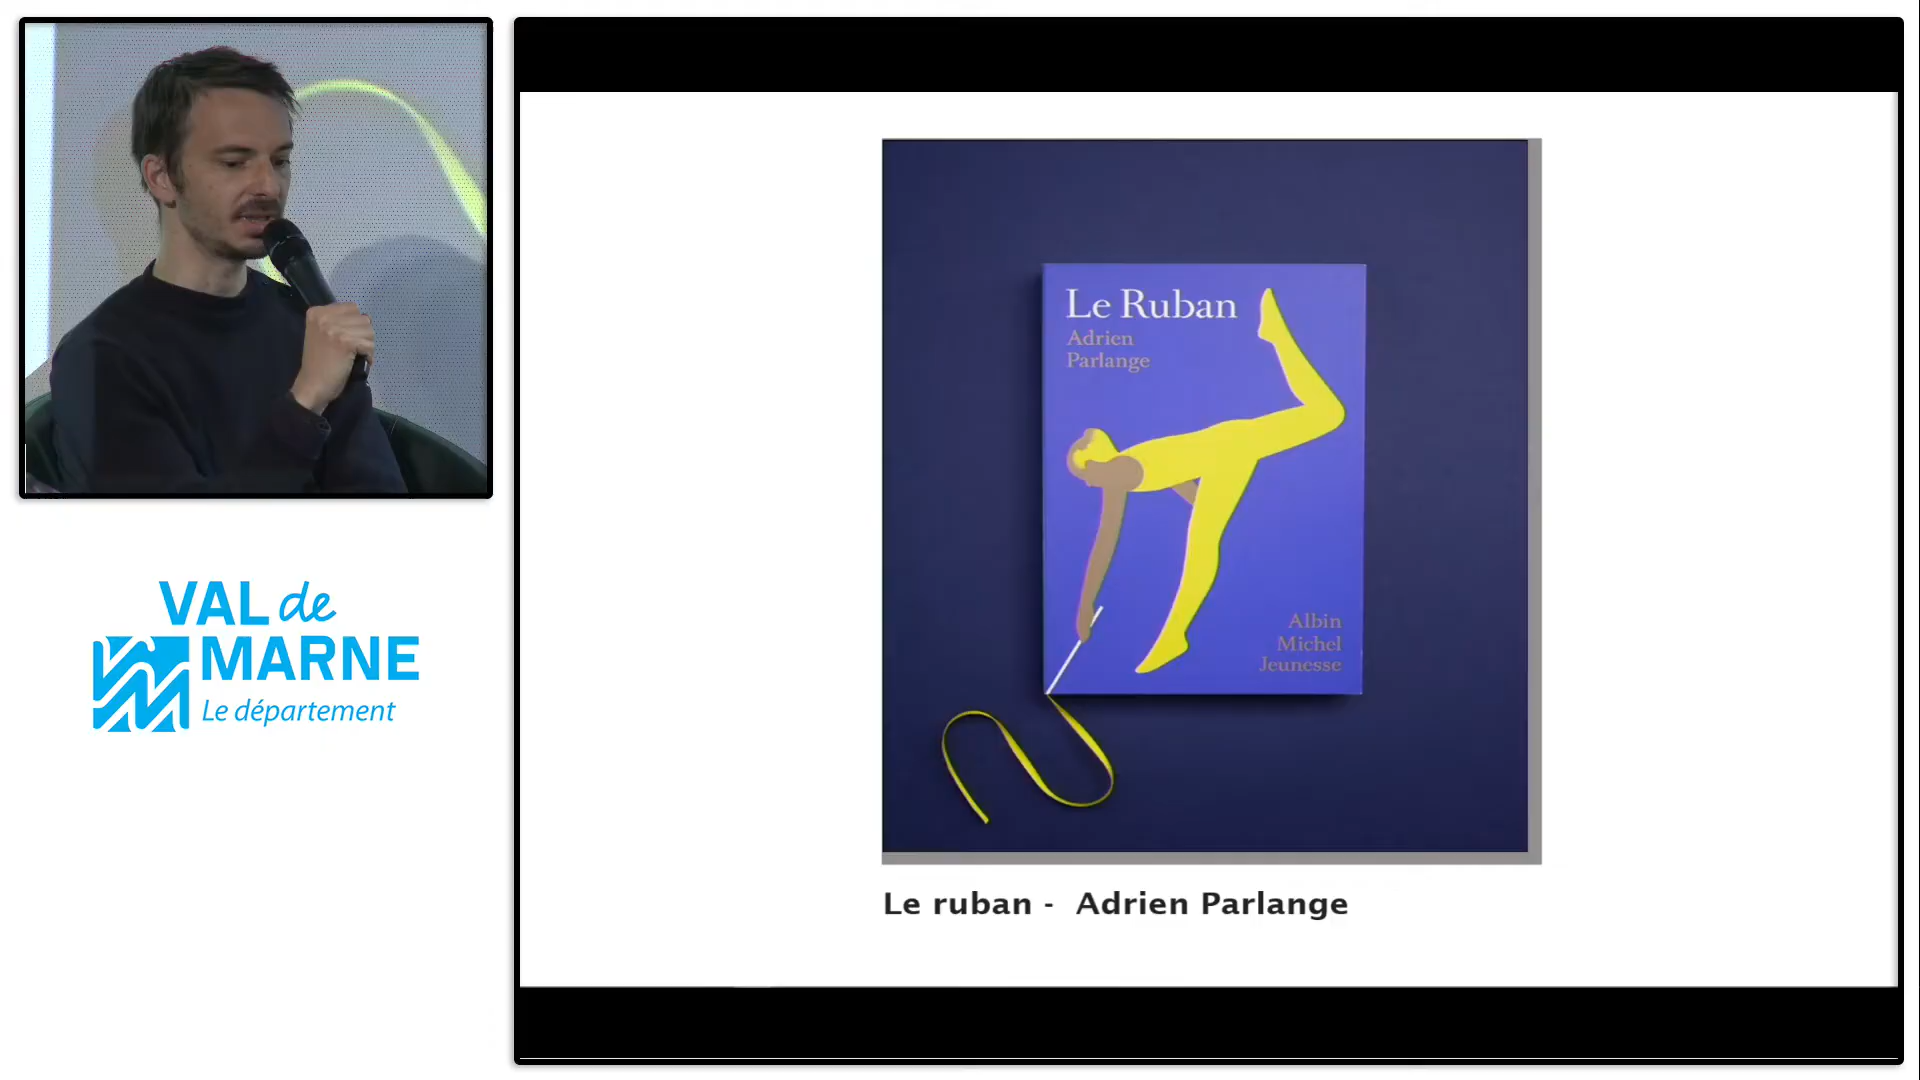 VAL de
MARNE
Le département
Le Ruban
Adrien
Parlange
Albin
Michel
Jeunesse
Le ruban - Adrien Parlange